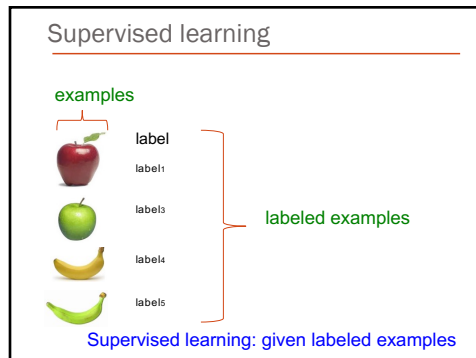 Supervised learning
examples
label
label₁
label₃
labeled examples
label₄
label₅
Supervised learning: given labeled examples